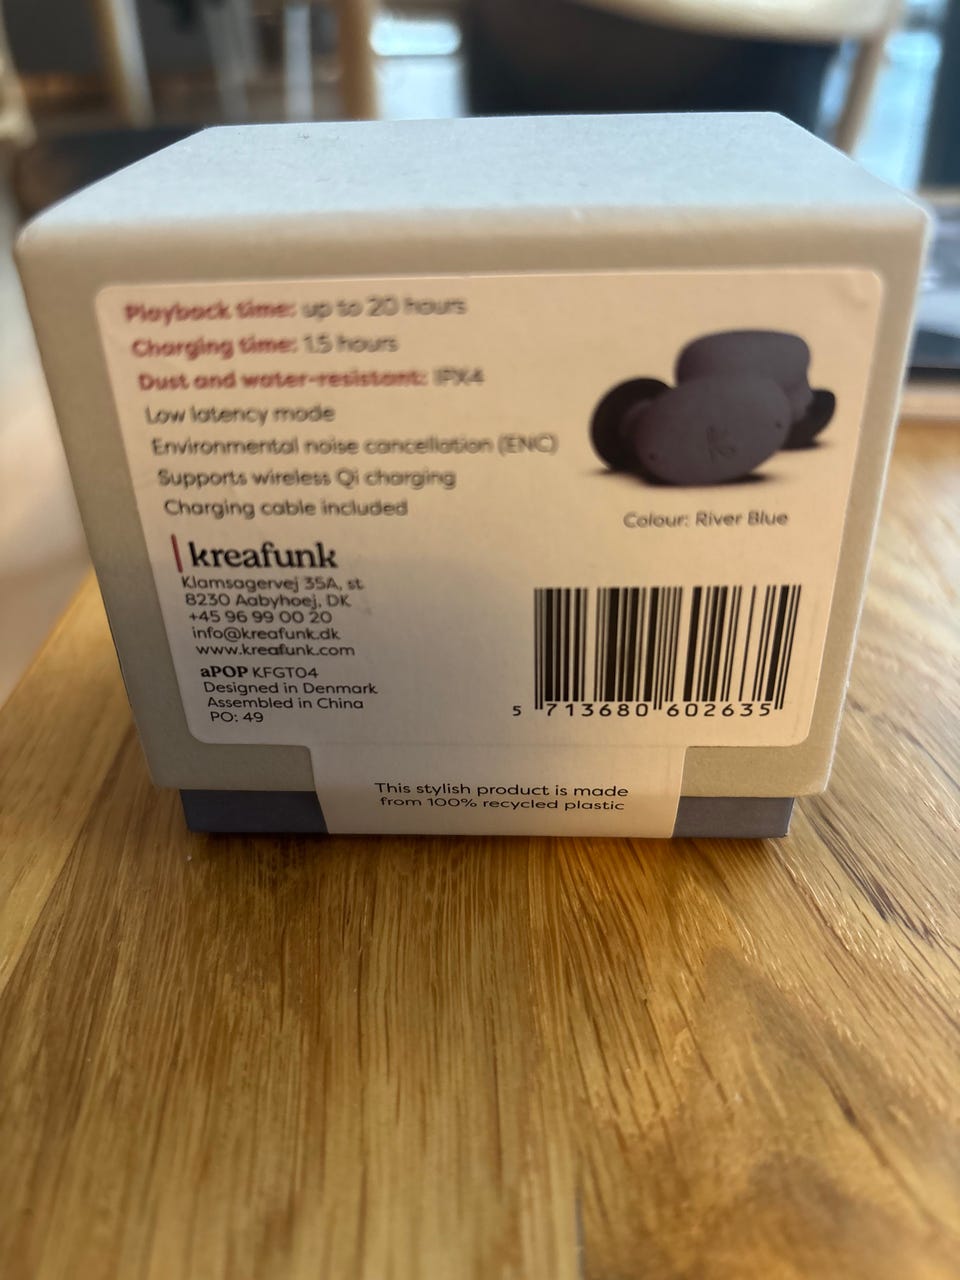 Playback time: up to 20 hours
Charging time: 1.5 hours
Dust and water-resistant: IPX4
Low latency mode
Environmental noise cancellation (ENC)
Supports wireless Qi charging
Charging cable included
Colour: River Blue
kreafunk
Klamsagervej 35A, st
8230 Aabyhoej, DK
+45 96 99 00 20
info@kreafunk.dk
www.kreafunk.com
aPOP KFGT04
Designed in Denmark
Assembled in China
PO: 49
5 713680 602635
This stylish product is made
from 100% recycled plastic